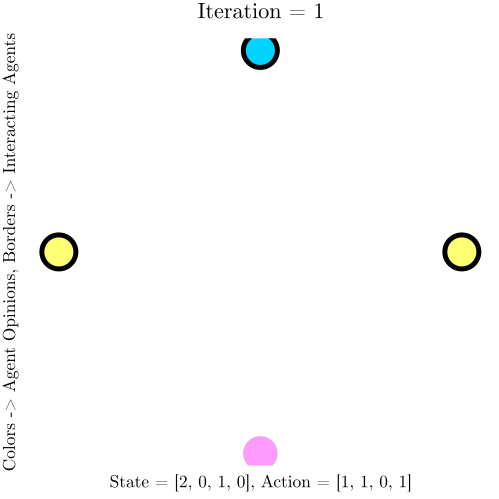 Iteration = 1
Colors -> Agent Opinions, Borders -> Interacting Agents
State = [2, 0, 1, 0], Action = [1, 1, 0, 1]